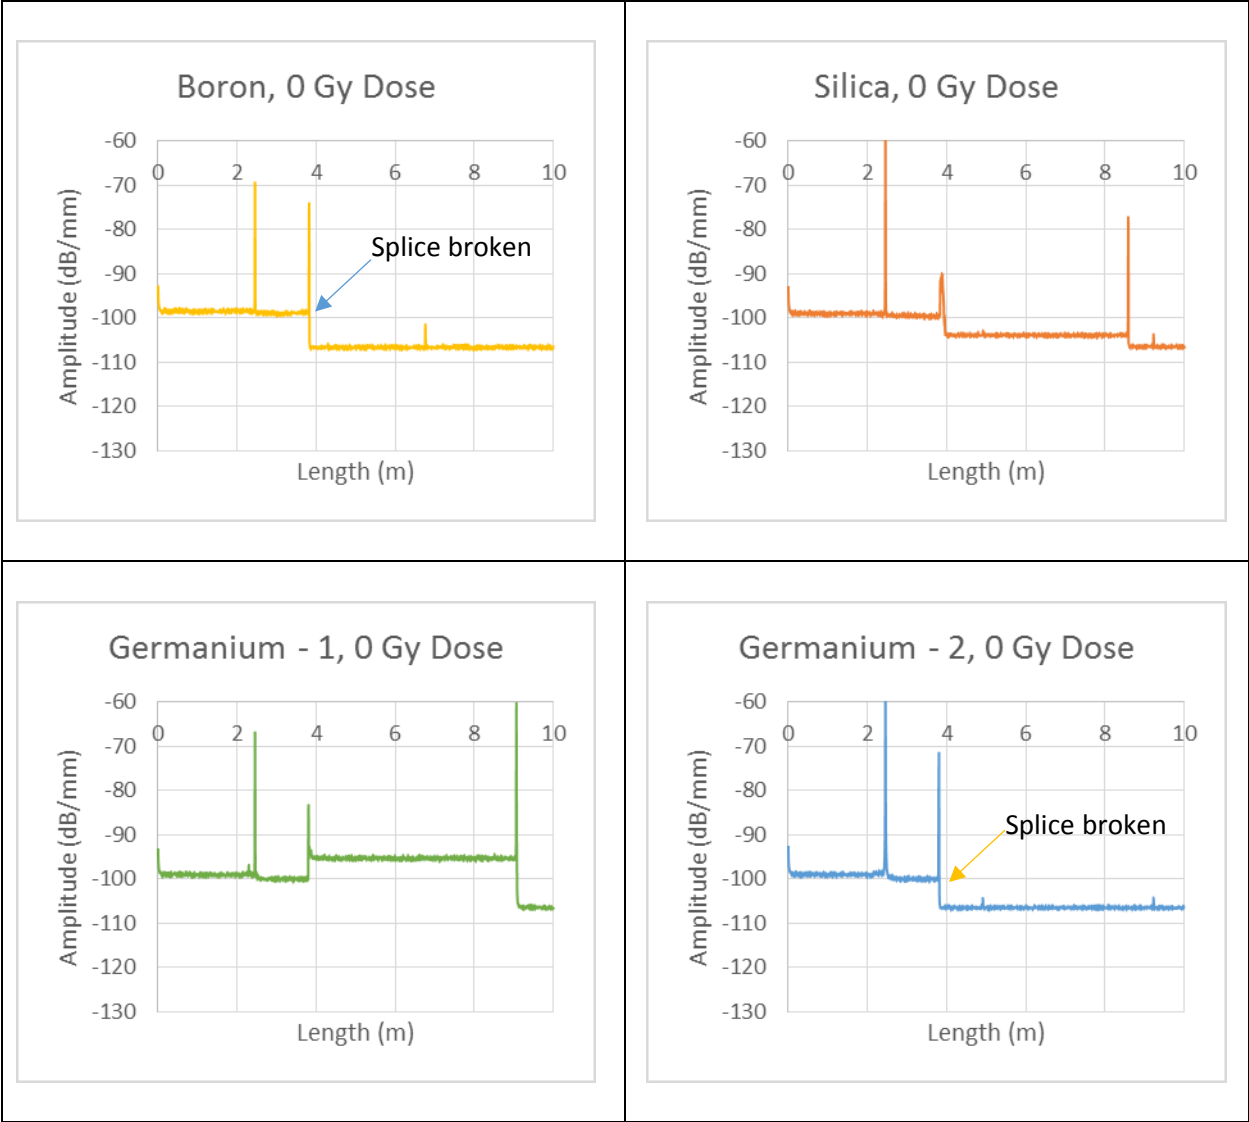 Boron, 0 Gy Dose
-60
0 2 4 6 8 10
-70
-80
-90
-100
-110
-120
-130
Amplitude (dB/mm)
Length (m)
Splice broken
Silica, 0 Gy Dose
-60
0 2 4 6 8 10
-70
-80
-90
-100
-110
-120
-130
Amplitude (dB/mm)
Length (m)
Germanium - 1, 0 Gy Dose
-60
0 2 4 6 8 10
-70
-80
-90
-100
-110
-120
-130
Amplitude (dB/mm)
Length (m)
Germanium - 2, 0 Gy Dose
-60
0 2 4 6 8 10
-70
-80
-90
-100
-110
-120
-130
Amplitude (dB/mm)
Length (m)
Splice broken